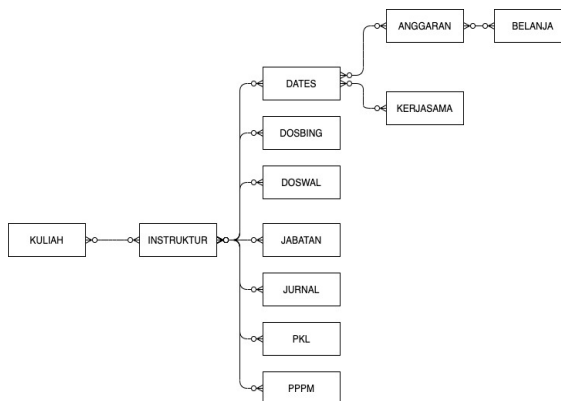 ANGGARAN
BELANJA
DATES
KERJASAMA
DOSBING
DOSWAL
KULIAH
INSTRUKTUR
JABATAN
JURNAL
PKL
PPPM